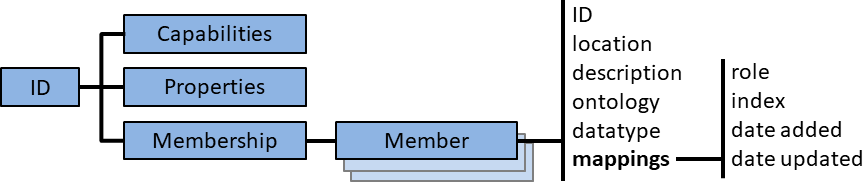 ID
Capabilities
Properties
Membership
Member
ID
location
description
ontology
datatype
mappings
role
index
date added
date updated